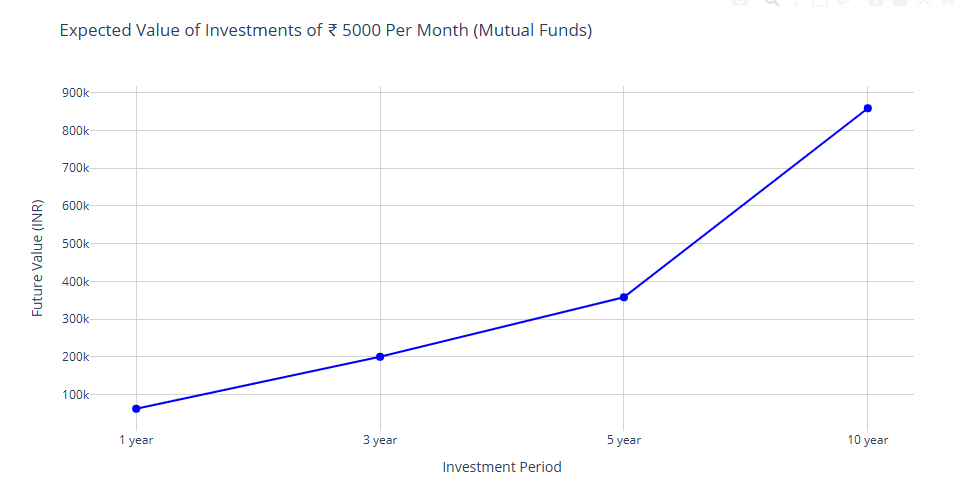 Expected Value of Investments of ₹ 5000 Per Month (Mutual Funds)
900k
800k
700k
600k
500k
400k
300k
200k
100k
Future Value (INR)
1 year
3 year
5 year
10 year
Investment Period